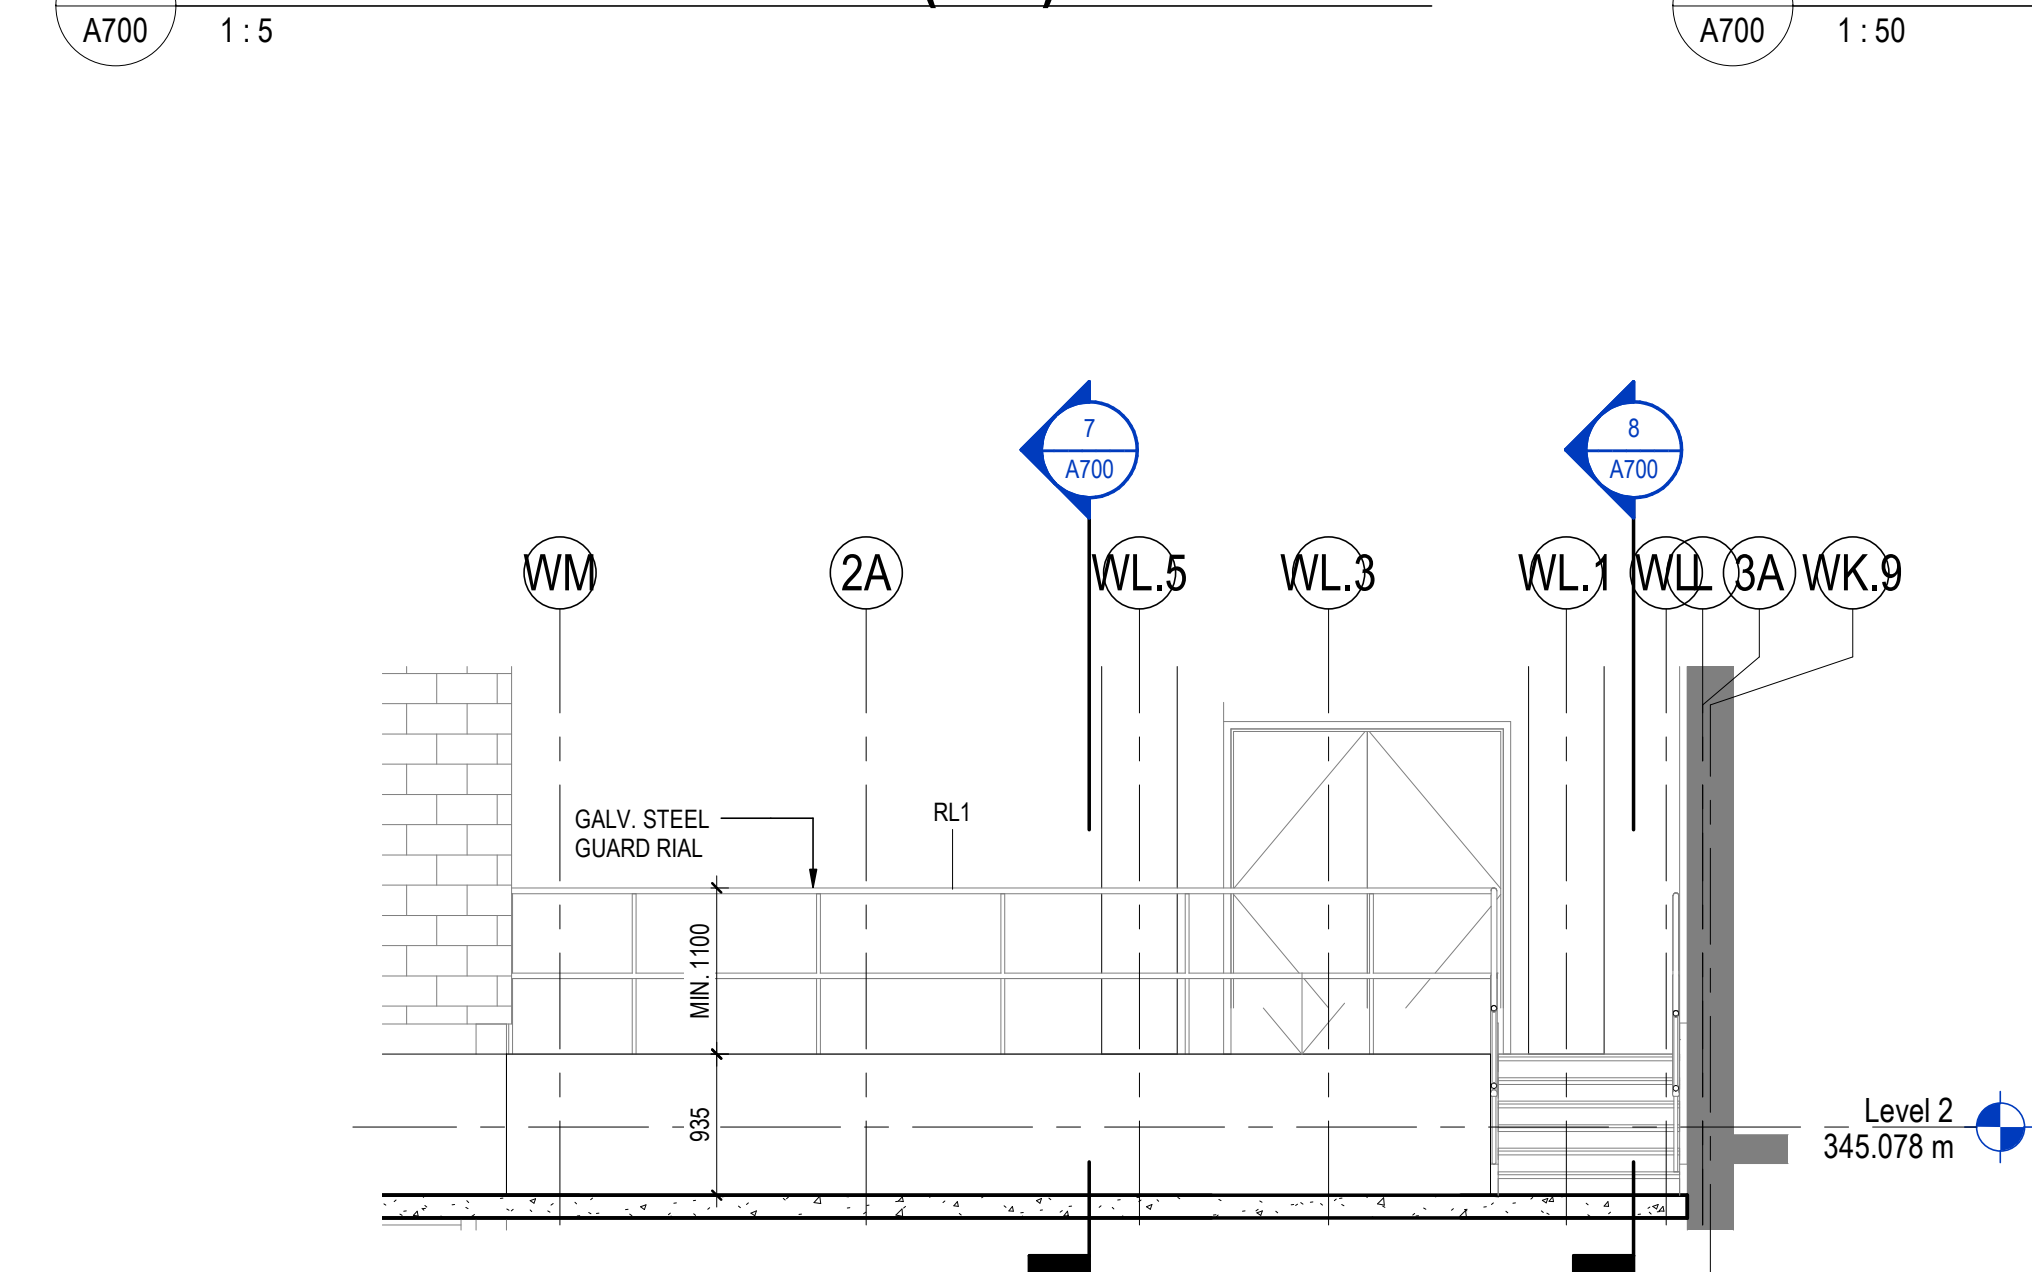 A700
1 : 5
A700
1 : 50
7
A700
8
A700
WM
2A
WL.5
WL.3
WL.1
WL
L
3A
WK.9
GALV. STEEL
GUARD RIAL
RL1
MIN. 1100
935
Level 2
345.078 m